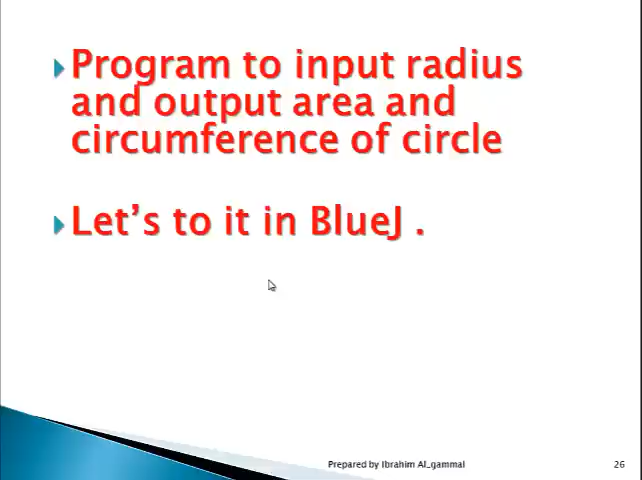 Program to input radius
and output area and
circumference of circle
Let's to it in BlueJ .
Prepared by Ibrahim Al_gammal
26